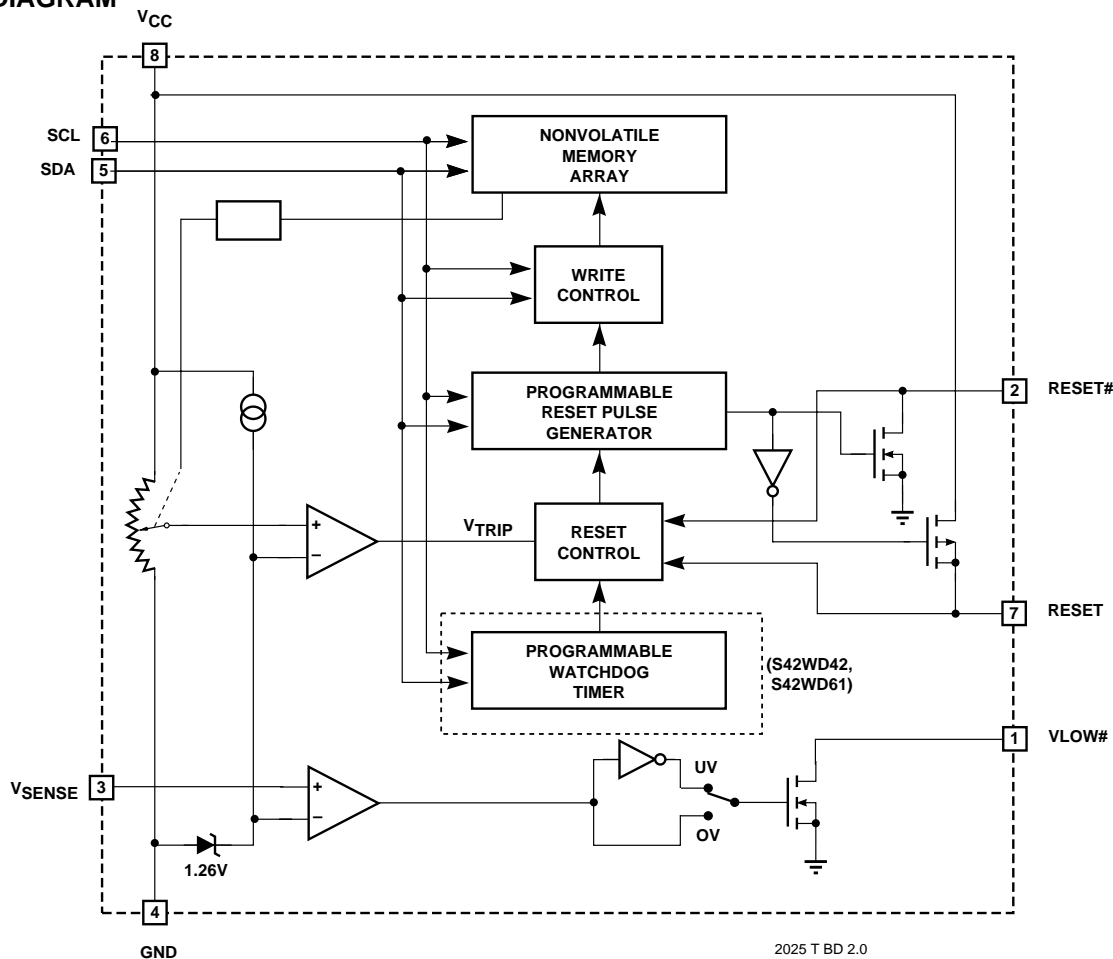 DIAGRAM
VCC
8
SCL
6
SDA
5
NONVOLATILE
MEMORY
ARRAY
WRITE
CONTROL
PROGRAMMABLE
RESET PULSE
GENERATOR
2
RESET#
+
–
VTRIP
RESET
CONTROL
7
RESET
PROGRAMMABLE
WATCHDOG
TIMER
(S42WD42,
S42WD61)
1
VLOW#
VSENSE
3
+
–
UV
OV
1.26V
4
GND
2025 T BD 2.0